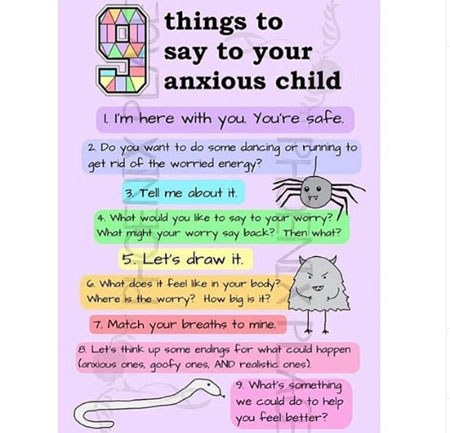 9 things to
say to your
anxious child
1. I'm here with you. You're safe.
2. Do you want to do some dancing or running to
get rid of the worried energy?
3. Tell me about it.
4. What would you like to say to your worry?
What might your worry say back? Then what?
5. Let's draw it.
6. What does it feel like in your body?
Where is the worry? How big is it?
7. Match your breaths to mine.
8. Let's think up some endings for what could happen
(anxious ones, goofy ones, AND realistic ones).
9. What's something
we could do to help
you feel better?